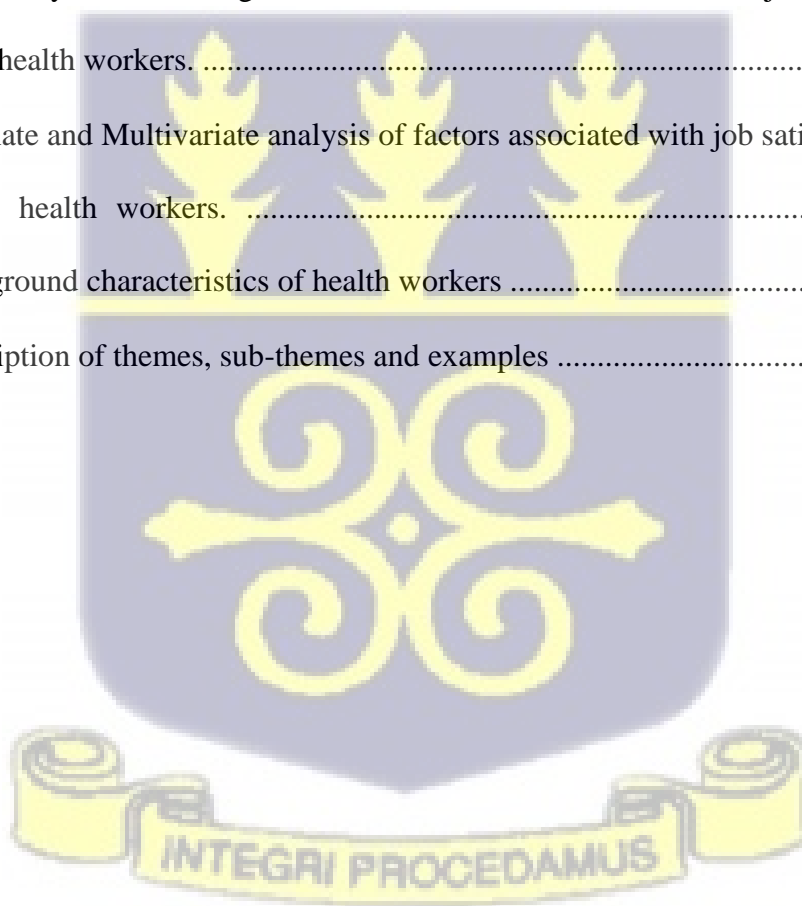 health workers. ........................................................................
ate and Multivariate analysis of factors associated with job sati
health workers. ................................................................
ground characteristics of health workers ....................................
iption of themes, sub-themes and examples ..............................
INTEGRI PROCEDAMUS